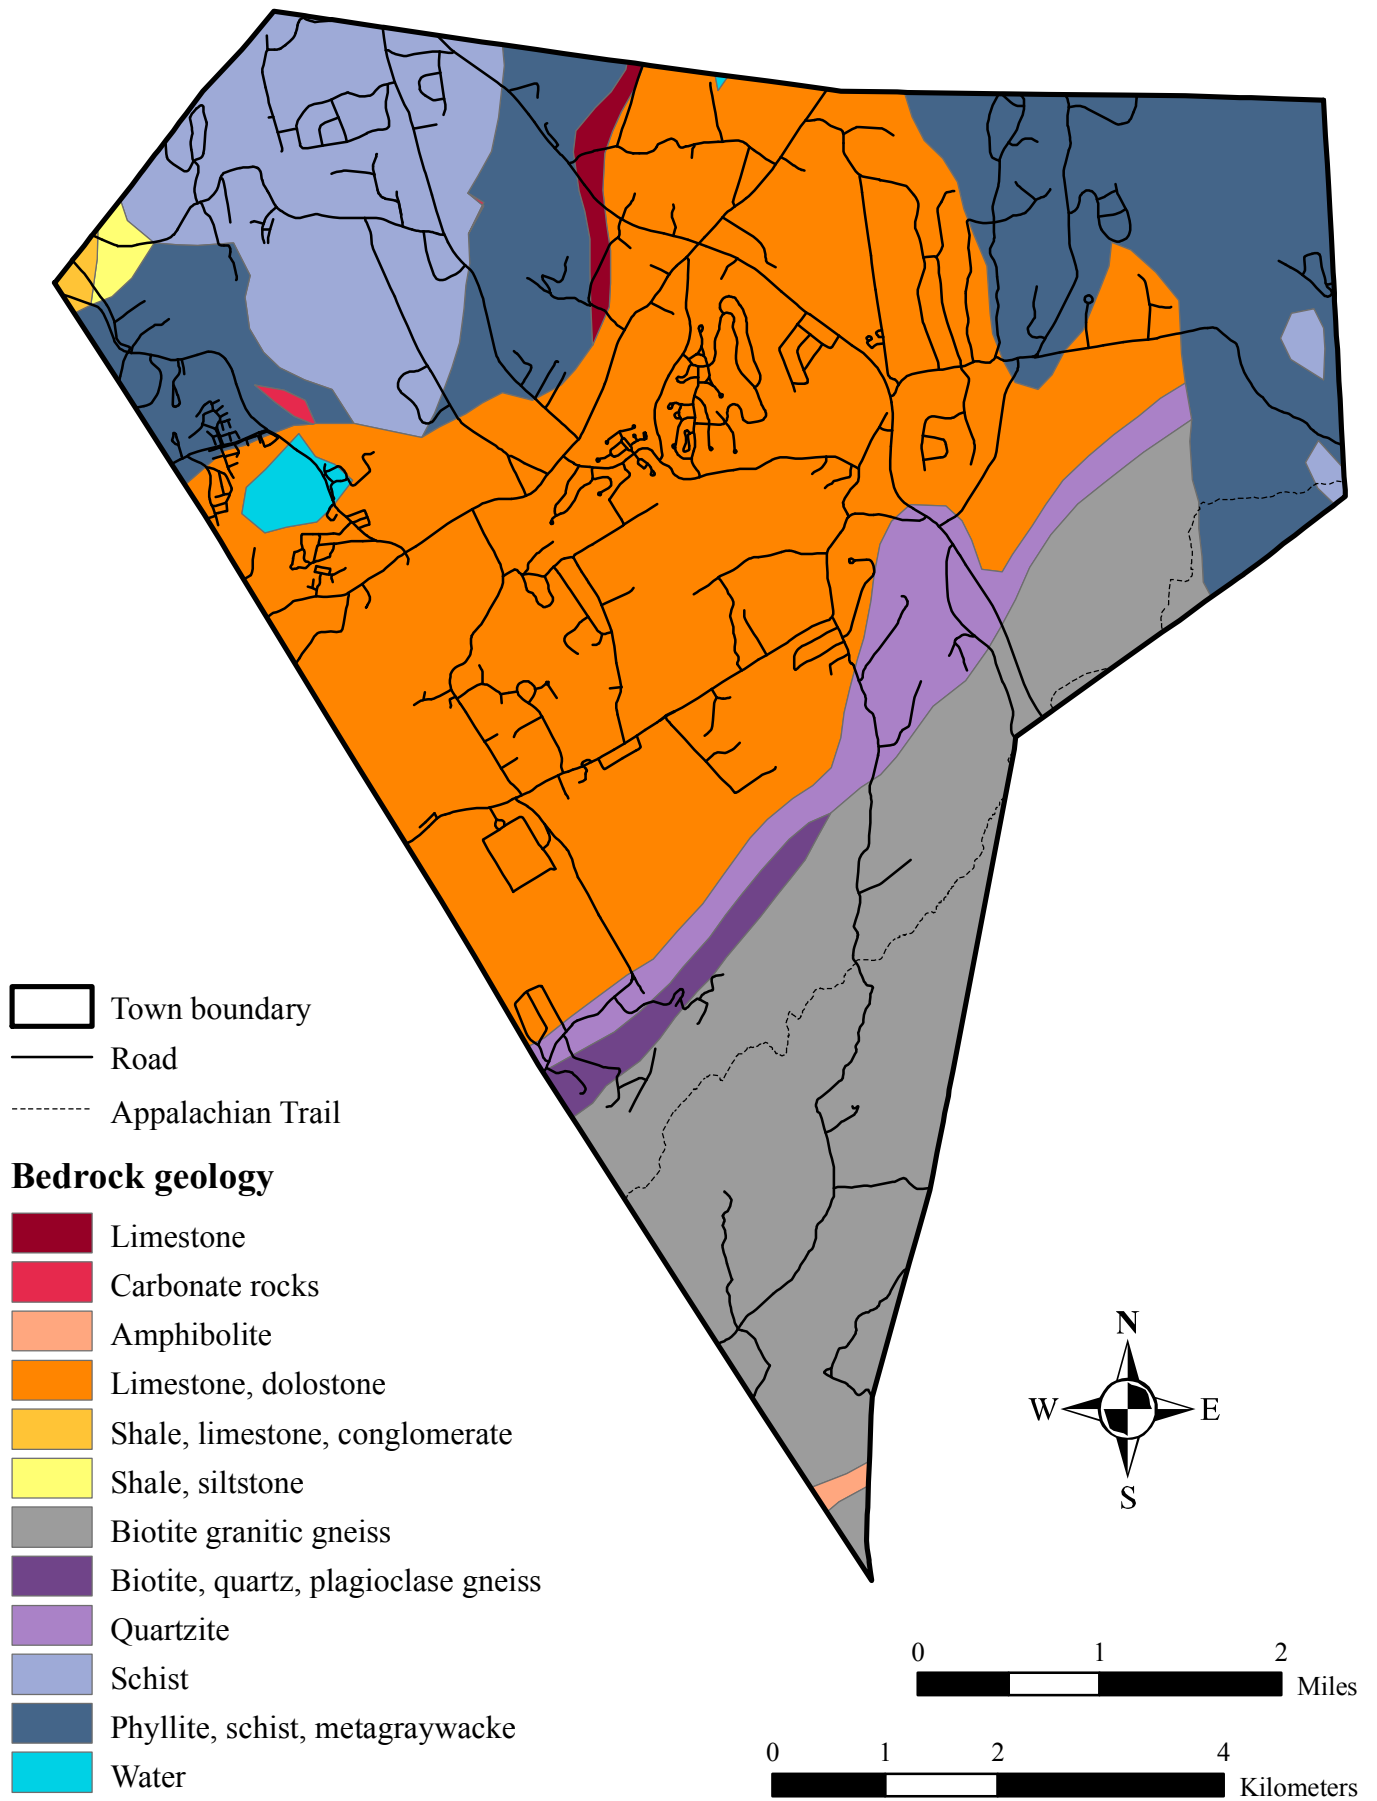 Town boundary
Road
Appalachian Trail
Bedrock geology
Limestone
Carbonate rocks
Amphibolite
Limestone, dolostone
Shale, limestone, conglomerate
Shale, siltstone
Biotite granitic gneiss
Biotite, quartz, plagioclase gneiss
Quartzite
Schist
Phyllite, schist, metagraywacke
Water
N
W E
S
0 1 2
Miles
0 1 2 4
Kilometers